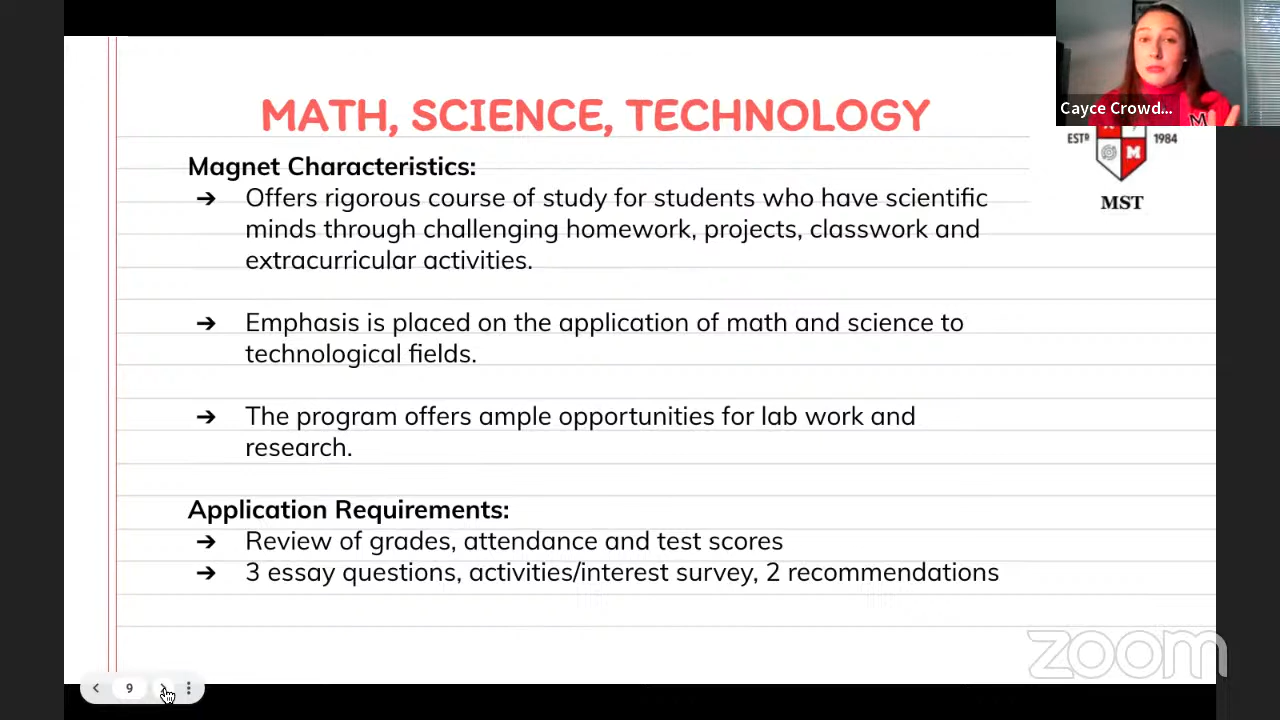 MATH, SCIENCE, TECHNOLOGY
Cayce Crowd...
ESTD 1984
M
MST
Magnet Characteristics:
➔ Offers rigorous course of study for students who have scientific
minds through challenging homework, projects, classwork and
extracurricular activities.
➔ Emphasis is placed on the application of math and science to
technological fields.
➔ The program offers ample opportunities for lab work and
research.
Application Requirements:
➔ Review of grades, attendance and test scores
➔ 3 essay questions, activities/interest survey, 2 recommendations
zoom
9